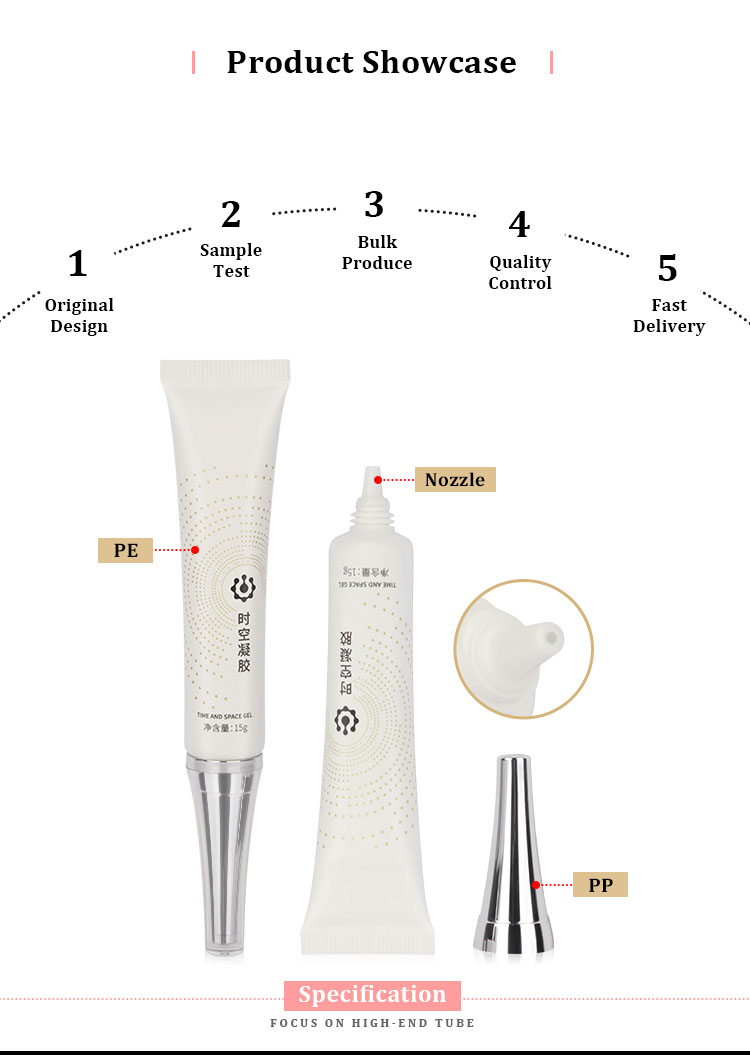 Product Showcase
1
Original
Design
2
Sample
Test
3
Bulk
Produce
4
Quality
Control
5
Fast
Delivery
Nozzle
PE
时空凝胶
TIME AND SPACE GEL
净含量:15g
净含量:15g
TIME AND SPACE GEL
时空凝胶
PP
Specification
FOCUS ON HIGH-END TUBE